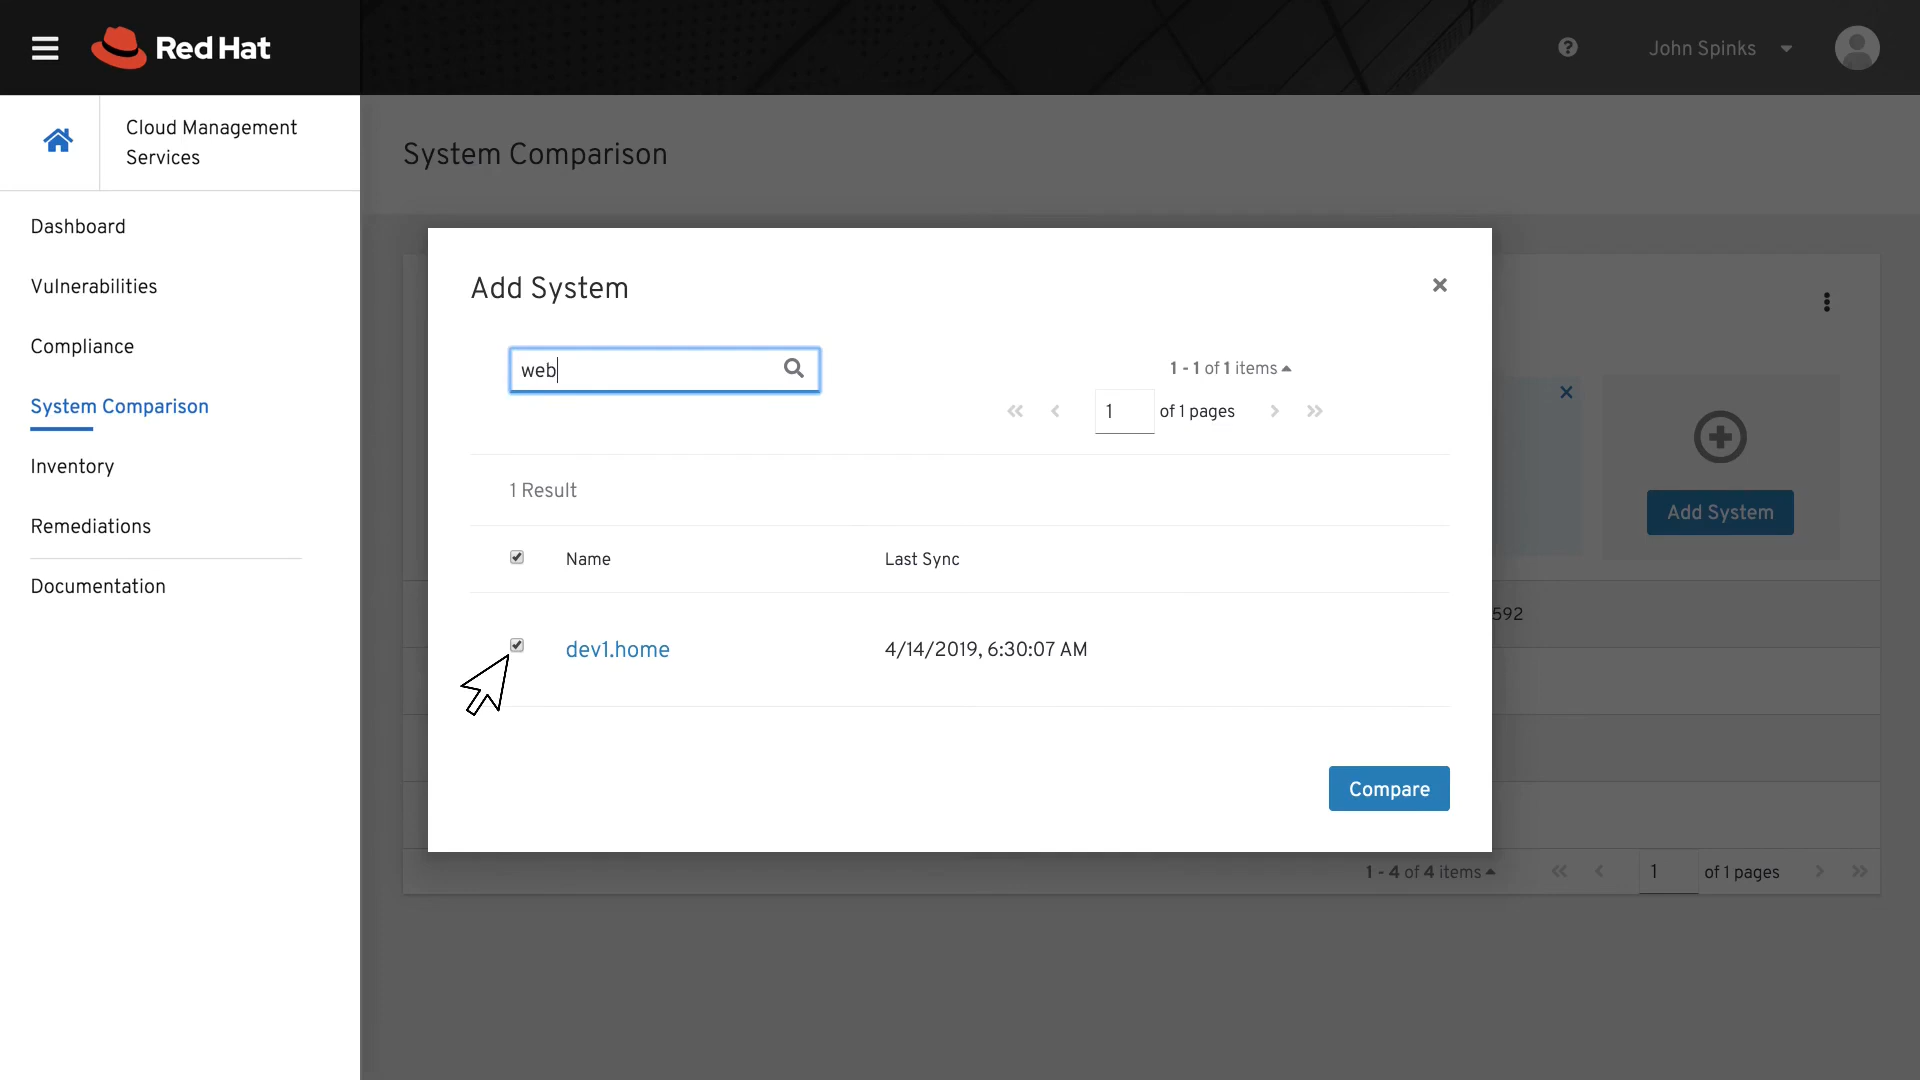 Red Hat
John Spinks
Cloud Management
Services
System Comparison
Dashboard
Vulnerabilities
Compliance
System Comparison
Inventory
Remediations
Documentation
Add System
web
1 - 1 of 1 items
1 of 1 pages
1 Result
Name Last Sync
dev1.home 4/14/2019, 6:30:07 AM
Compare
Add System
592
1 - 4 of 4 items 1 of 1 pages